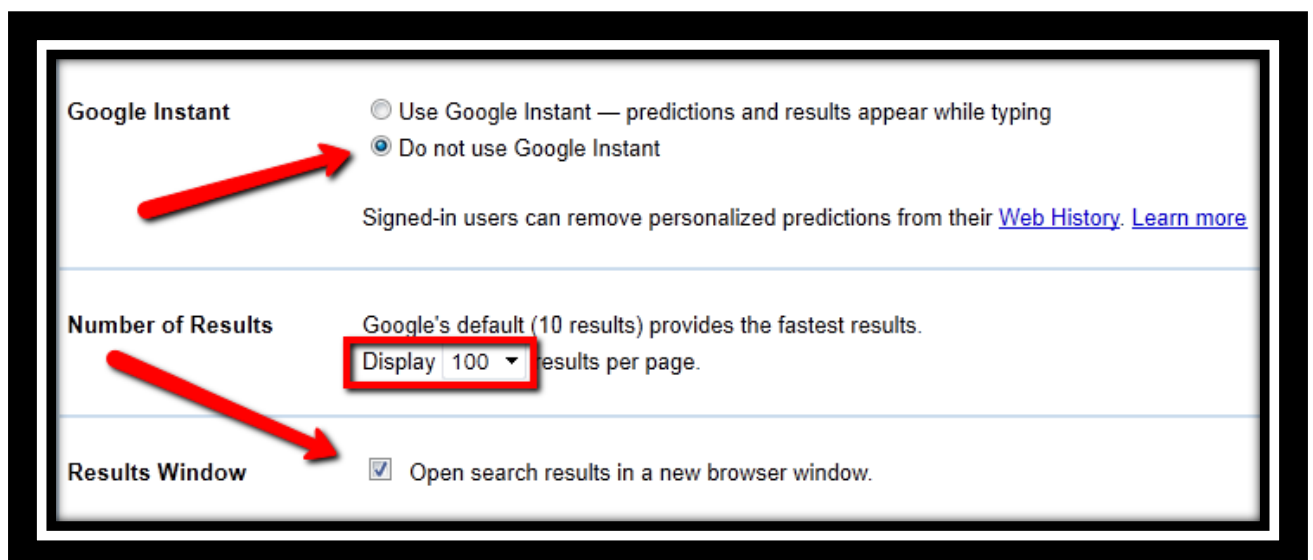 Google Instant
Use Google Instant — predictions and results appear while typing
Do not use Google Instant
Signed-in users can remove personalized predictions from their Web History. Learn more
Number of Results
Google's default (10 results) provides the fastest results.
Display 100 results per page.
Results Window
Open search results in a new browser window.